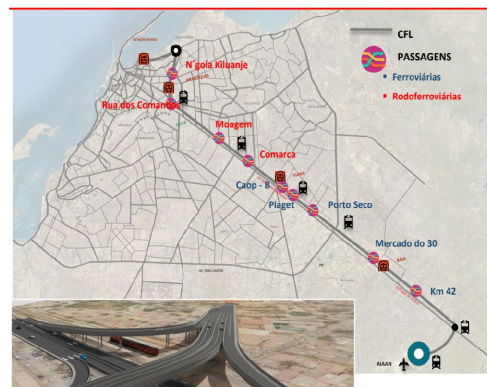 CFL
PASSAGENS
Ferroviárias
Rodoferroviárias
N´gola Kiluanje
Rua dos Comandos
Moagem
Comarca
Caop - B
Piaget
Porto Seco
Mercado do 30
Km 42
AIAAN